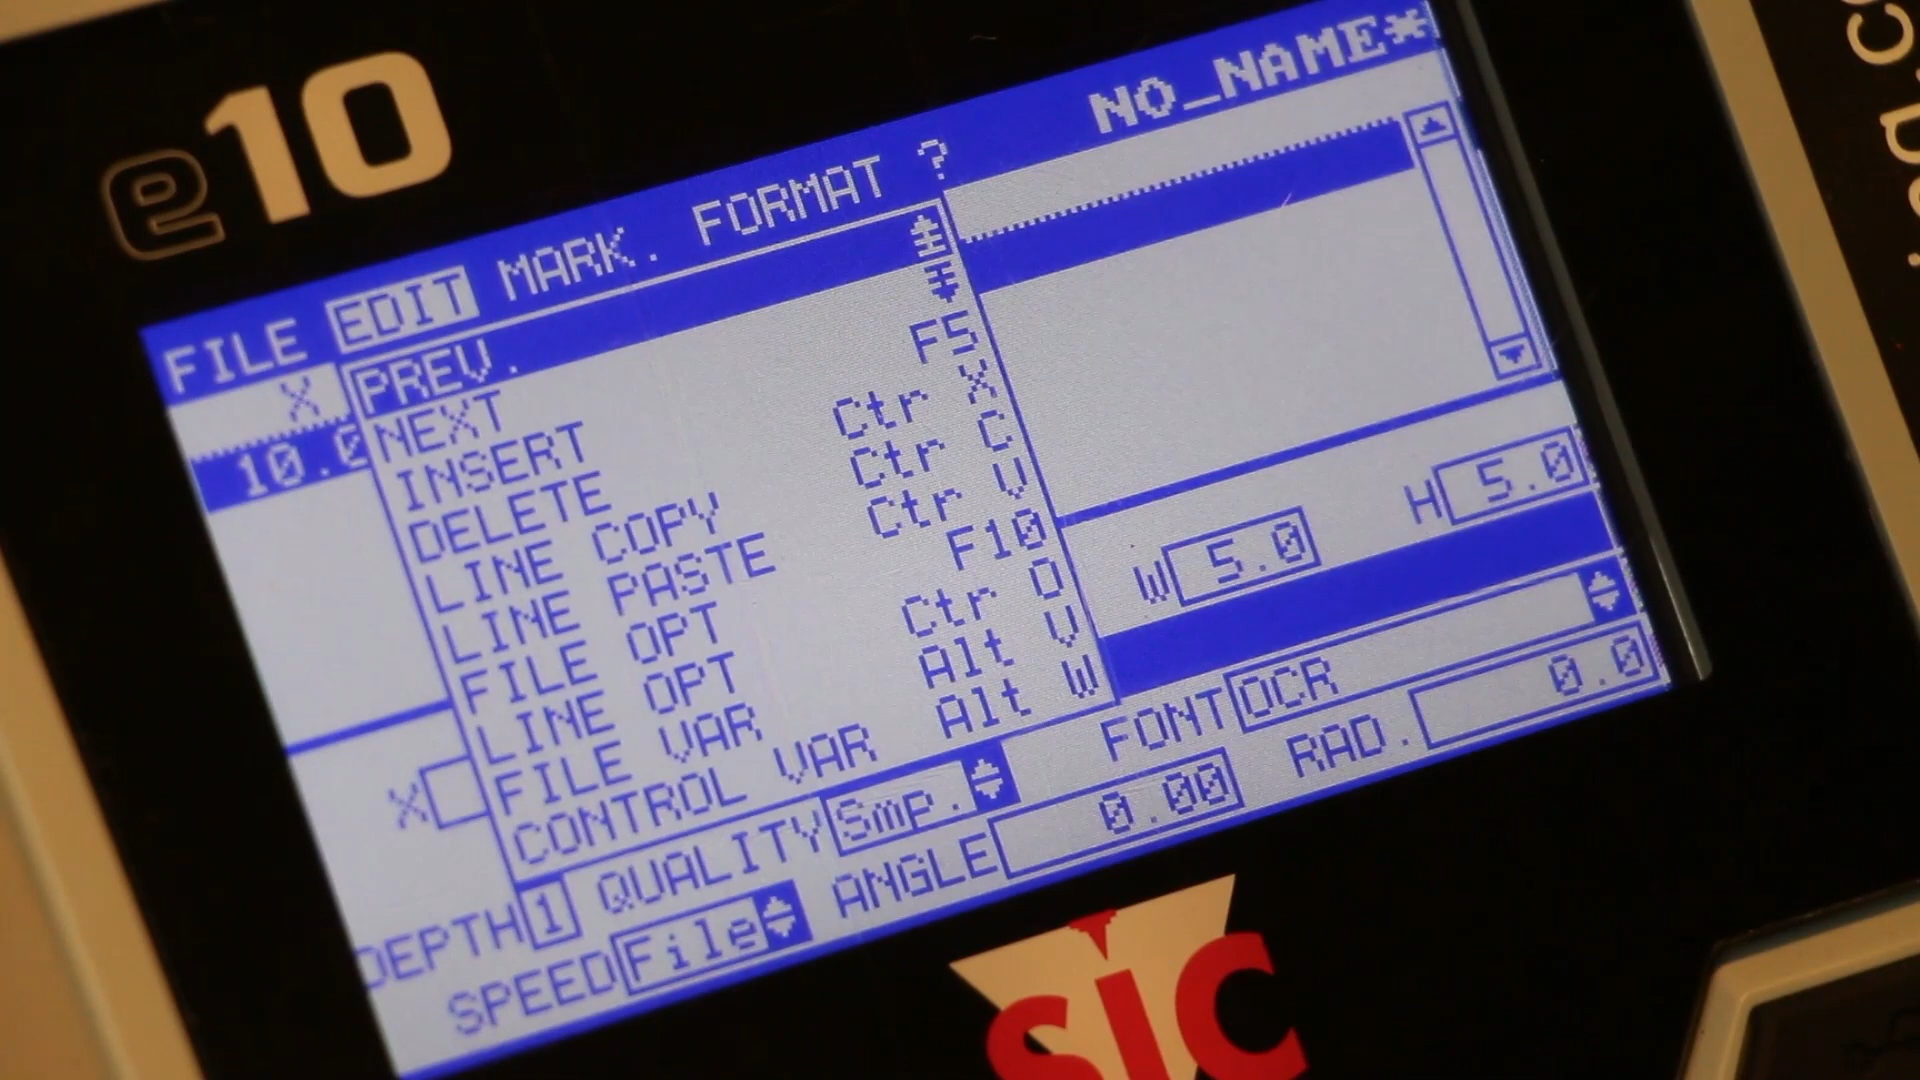 e10
NO_NAME*
FILE EDIT MARK. FORMAT ?
X
10.0
PREV.
NEXT
INSERT F5
DELETE Ctr X
LINE COPY Ctr C
LINE PASTE Ctr V
FILE OPT F10
LINE OPT Ctr O
FILE VAR Alt V
CONTROL VAR Alt W
W 5.0 H 5.0
X
DEPTH 1 QUALITY Smp. FONT OCR
SPEED File ANGLE 0.00 RAD. 0.0
SIC